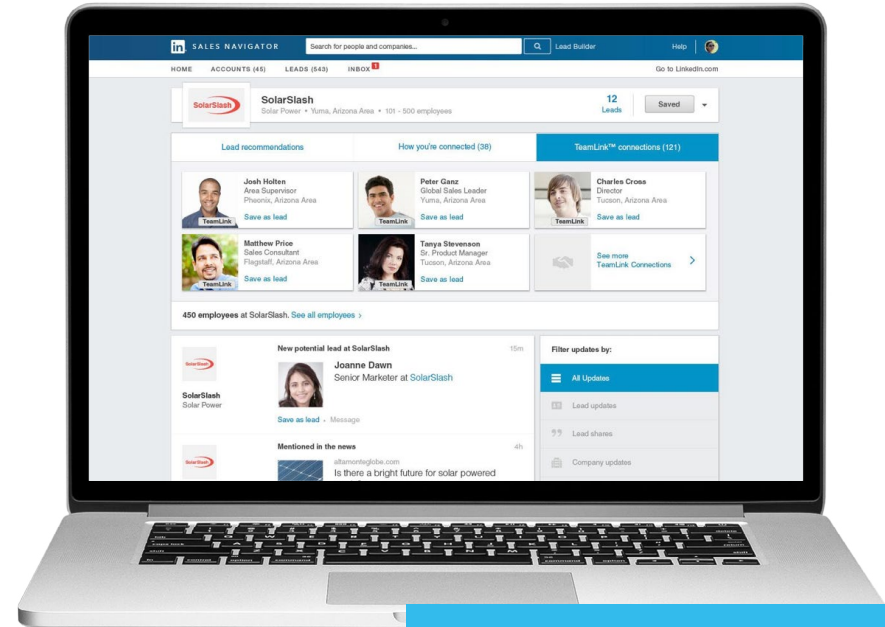 in SALES NAVIGATOR
Search for people and companies...
Lead Builder
Help
HOME ACCOUNTS (45) LEADS (543) INBOX 1
Go to LinkedIn.com
SolarSlash
SolarSlash
Solar Power • Yuma, Arizona Area • 101 - 500 employees
12
Leads
Saved
Lead recommendations
How you're connected (38)
TeamLink™ connections (121)
Josh Holten
Area Supervisor
Pheonix, Arizona Area
Save as lead
TeamLink
Peter Ganz
Global Sales Leader
Yuma, Arizona Area
Save as lead
TeamLink
Charles Cross
Director
Tucson, Arizona Area
Save as lead
TeamLink
Matthew Price
Sales Consultant
Flagstaff, Arizona Area
Save as lead
TeamLink
Tanya Stevenson
Sr. Product Manager
Tucson, Arizona Area
Save as lead
TeamLink
See more
TeamLink Connections
450 employees at SolarSlash. See all employees >
SolarSlash
SolarSlash
Solar Power
New potential lead at SolarSlash
15m
Joanne Dawn
Senior Marketer at SolarSlash
Save as lead • Message
SolarSlash
Mentioned in the news
4h
altamonteglobe.com
Is there a bright future for solar powered
Filter updates by:
All Updates
Lead updates
Lead shares
Company updates